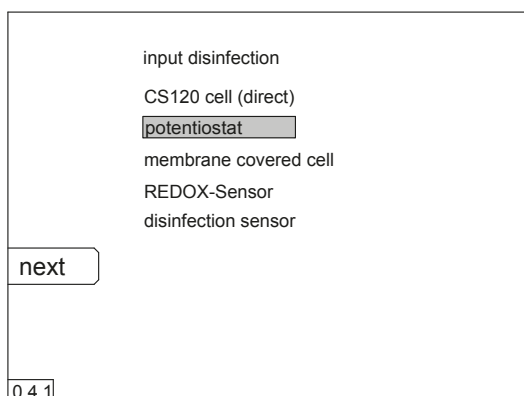 input disinfection
CS120 cell (direct)
potentiostat
membrane covered cell
REDOX-Sensor
disinfection sensor
next
0.4.1